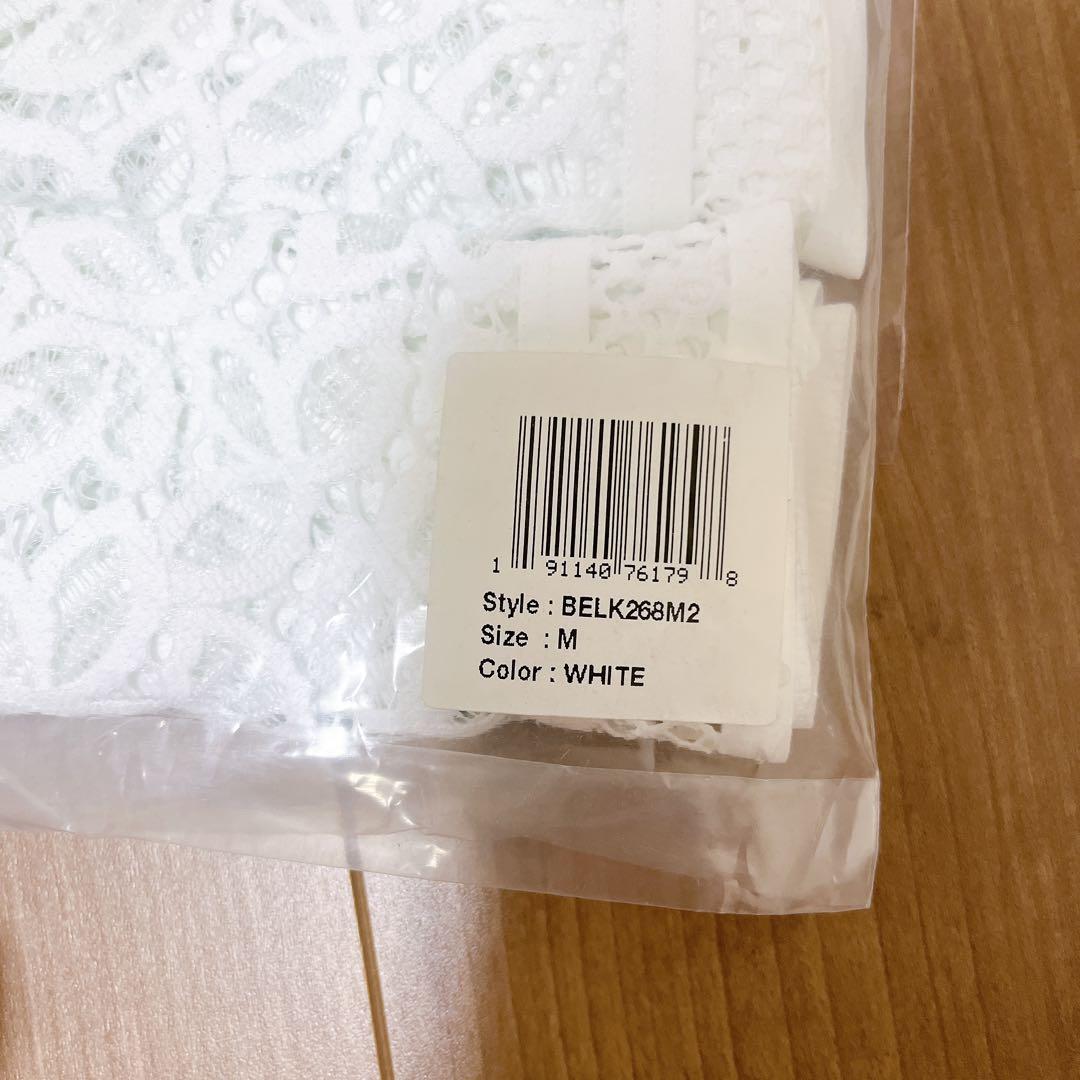 1 91140 76179 8
Style : BELK268M2
Size : M
Color : WHITE